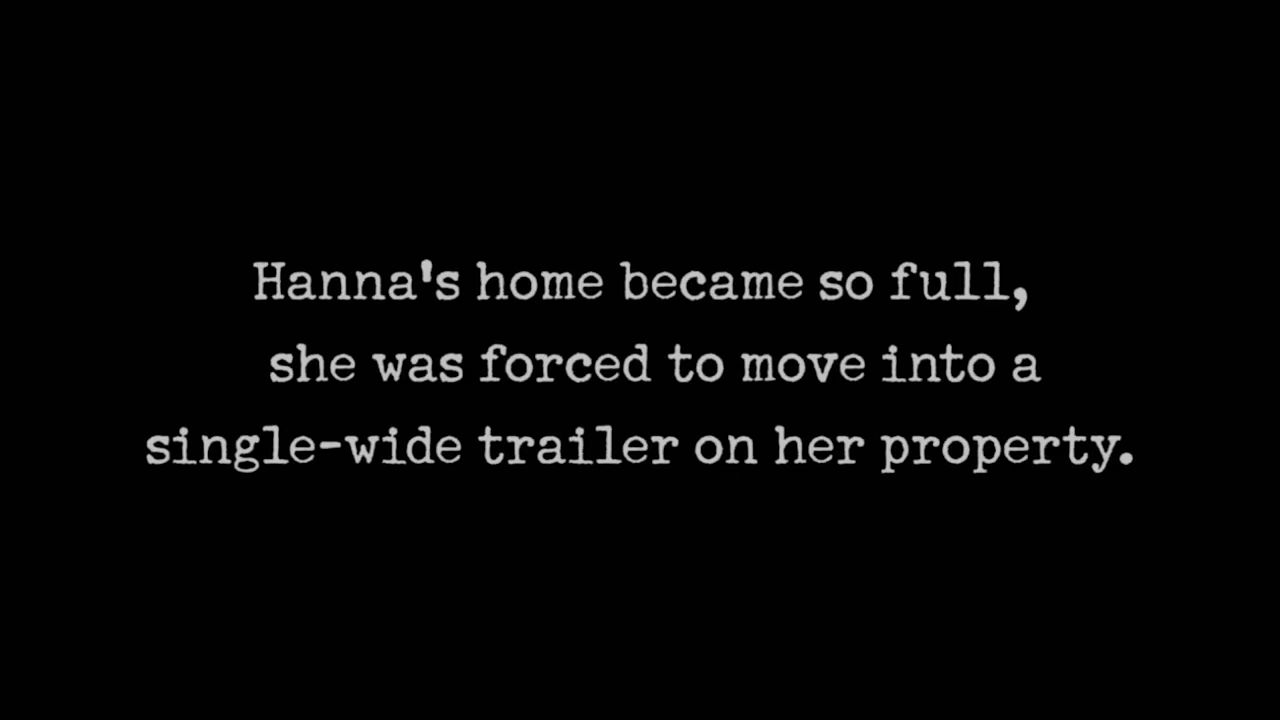 Hanna's home became so full,
she was forced to move into a
single-wide trailer on her property.